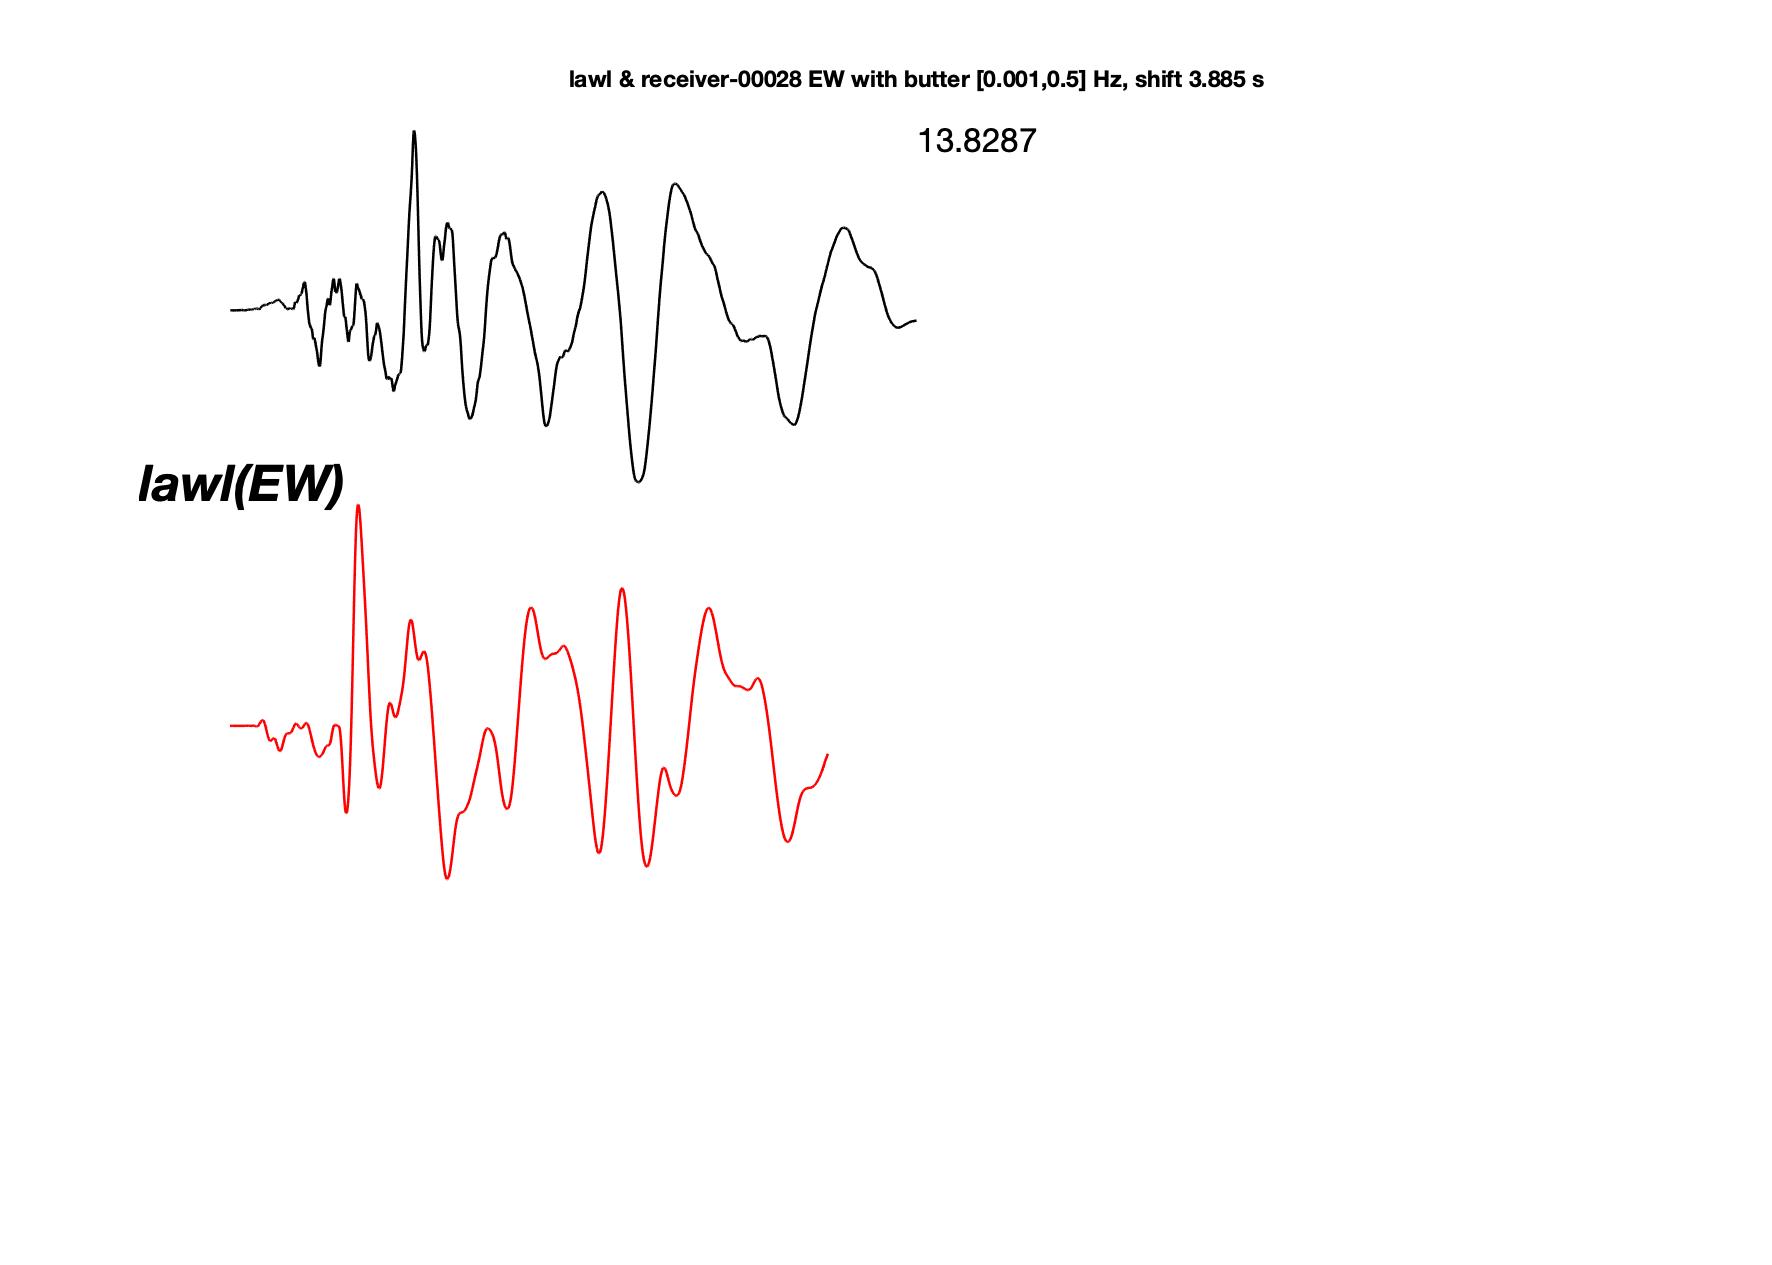 lawl & receiver-00028 EW with butter [0.001,0.5] Hz, shift 3.885 s
13.8287
lawl(EW)